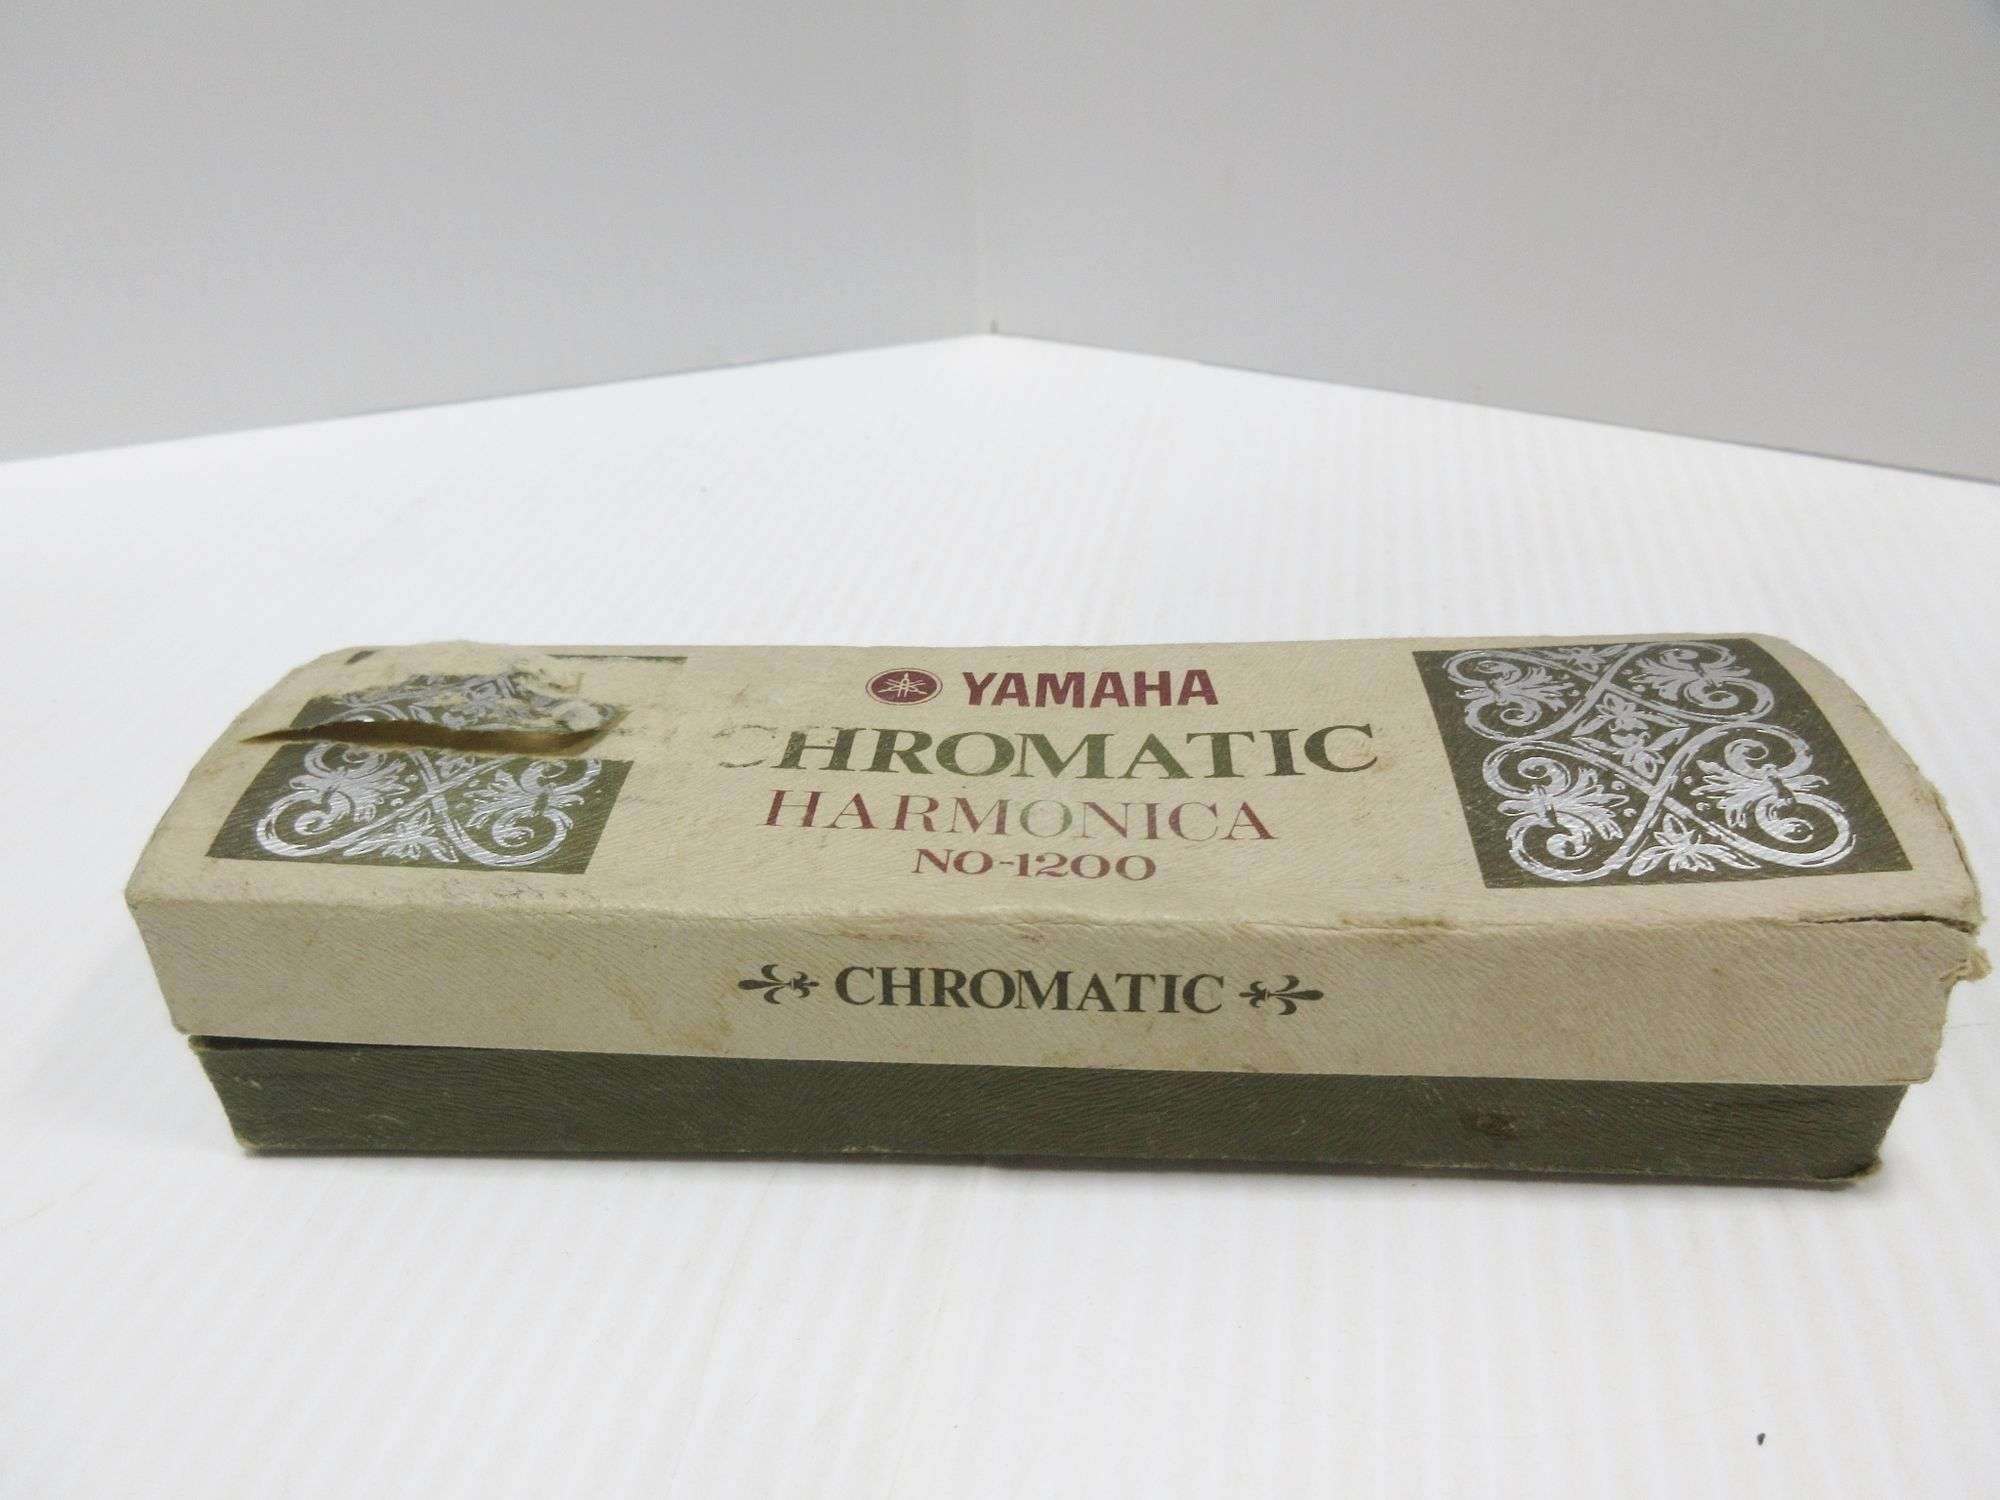 YAMAHA
CHROMATIC
HARMONICA
NO-1200
CHROMATIC